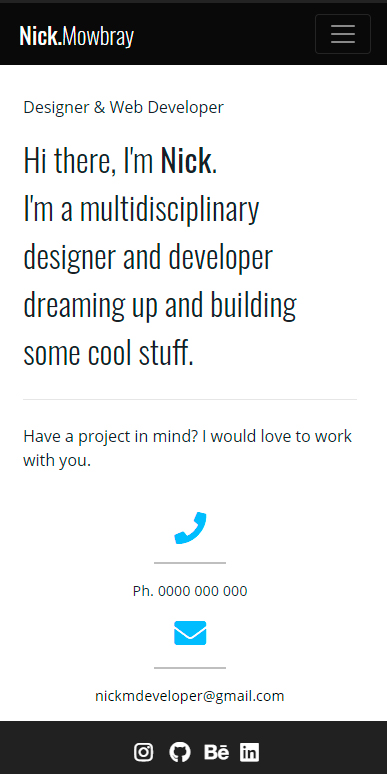 Nick.Mowbray
Designer & Web Developer
Hi there, I'm Nick.
I'm a multidisciplinary
designer and developer
dreaming up and building
some cool stuff.
Have a project in mind? I would love to work
with you.
Ph. 0000 000 000
nickmdeveloper@gmail.com